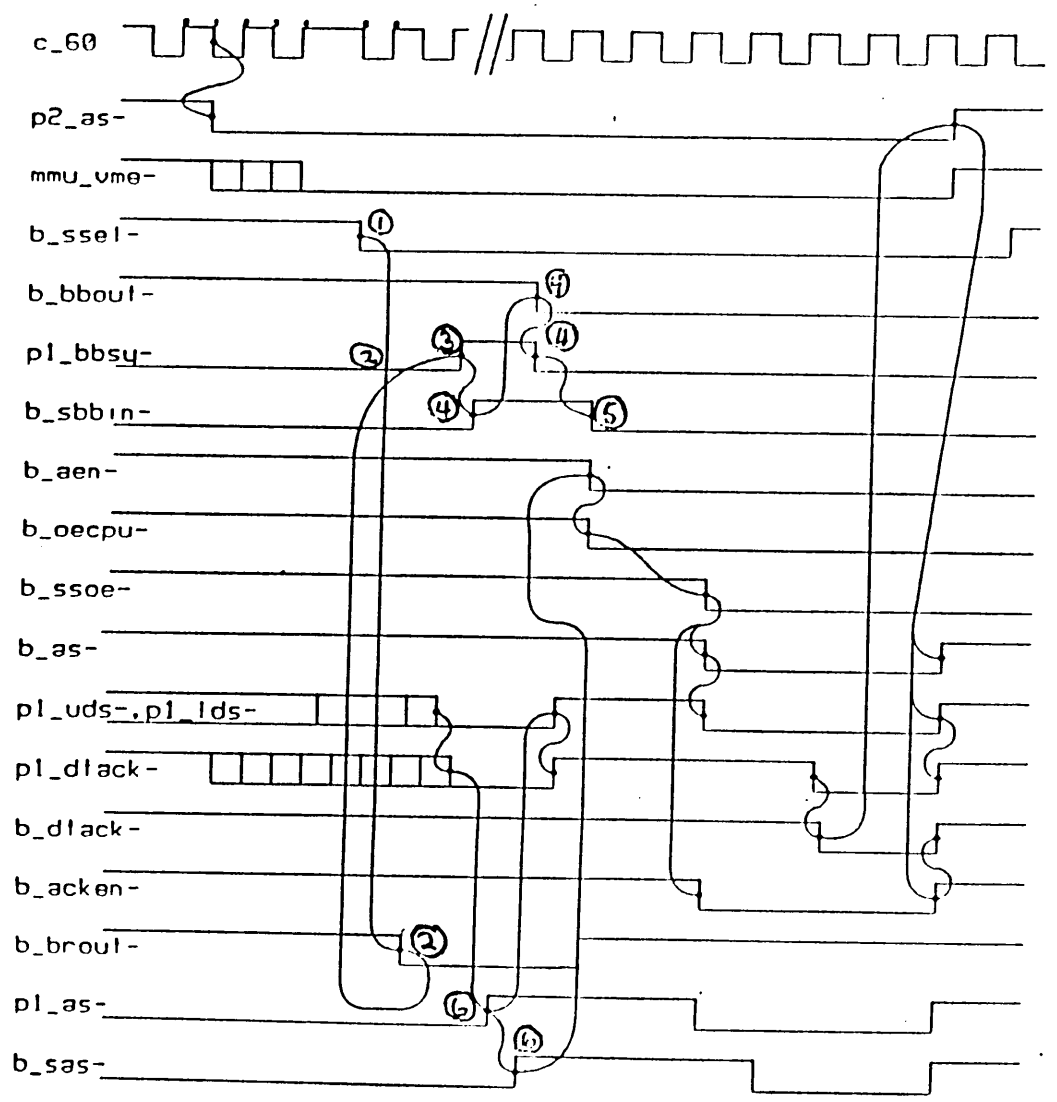 c_60
p2_as-
mmu_vme-
b_ssel-
①
b_bbout-
④
p1_bbsy-
②
③
④
b_sbbin-
④
⑤
b_aen-
b_oecpu-
b_ssoe-
b_as-
p1_uds-,p1_lds-
p1_dtack-
b_dtack-
b_acken-
b_brout-
②
p1_as-
⑥
b_sas-
⑥